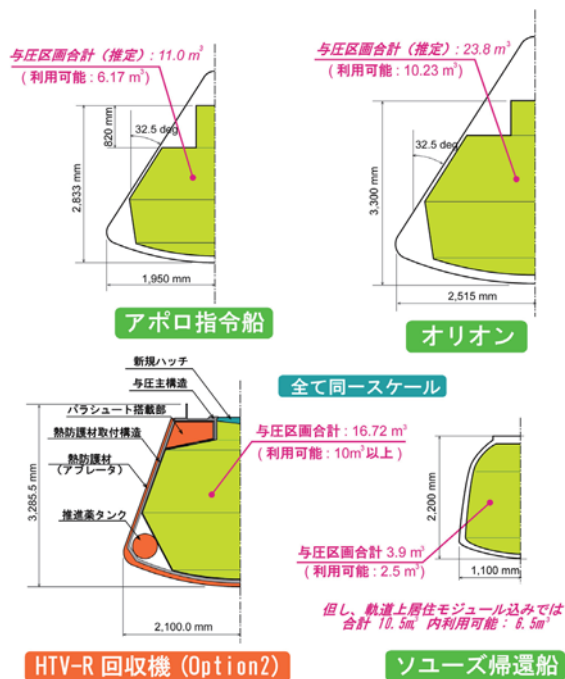 与圧区画合計（推定）: 11.0 m³
（利用可能 : 6.17 m³）
820 mm
32.5 deg
2,833 mm
1,950 mm
アポロ指令船
与圧区画合計（推定）: 23.8 m³
（利用可能 : 10.23 m³）
32.5 deg
3,300 mm
2,515 mm
オリオン
全て同一スケール
新規ハッチ
与圧主構造
パラシュート搭載部
熱防護材取付構造
熱防護材
（アブレータ）
推進薬タンク
3,285.5 mm
2,100.0 mm
与圧区画合計 : 16.72 m³
（利用可能 : 10m³以上）
HTV-R 回収機 (Option2)
2,200 mm
1,100 mm
与圧区画合計 3.9 m³
（利用可能 : 2.5 m³）
但し、軌道上居住モジュール込みでは
合計 10.5m³ 内利用可能 : 6.5m³
ソユーズ帰還船